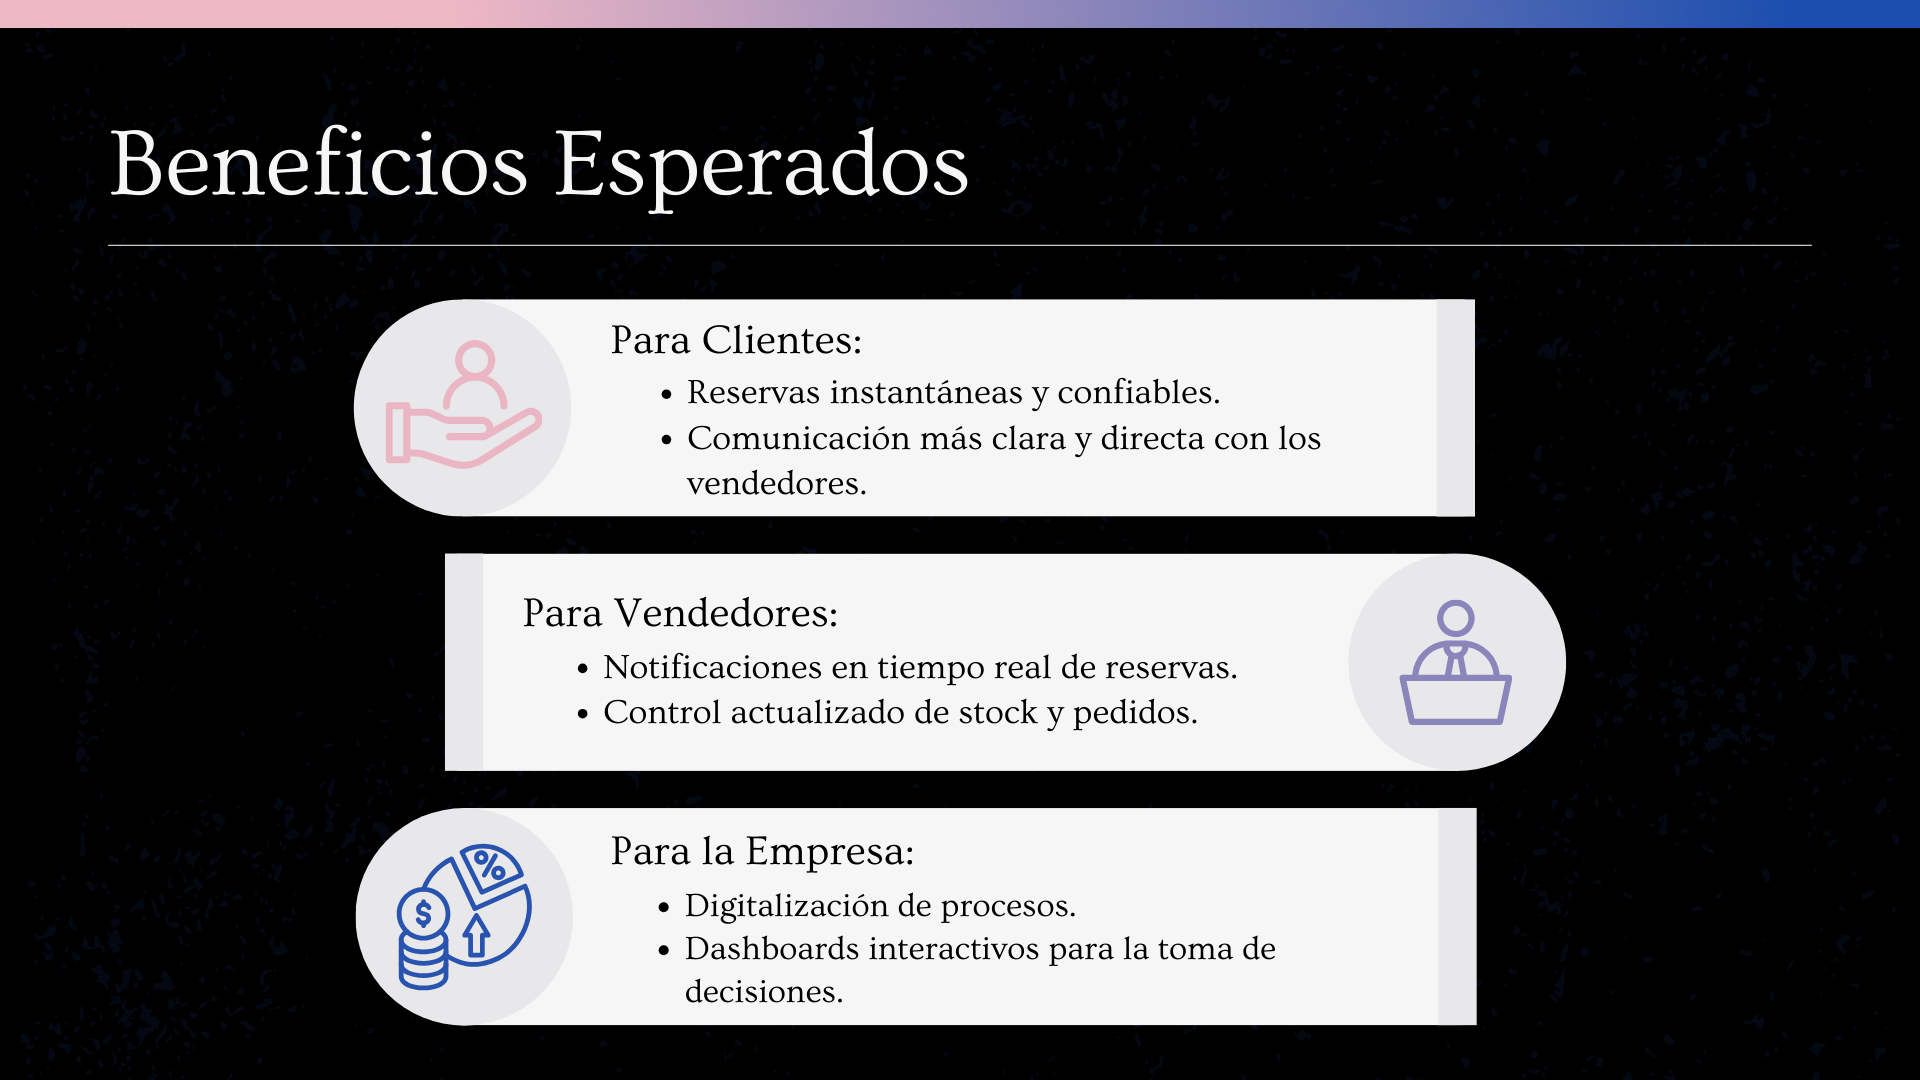 Beneficios Esperados
Para Clientes:
• Reservas instantáneas y confiables.
• Comunicación más clara y directa con los
vendedores.
Para Vendedores:
• Notificaciones en tiempo real de reservas.
• Control actualizado de stock y pedidos.
Para la Empresa:
• Digitalización de procesos.
• Dashboards interactivos para la toma de
decisiones.
%
$